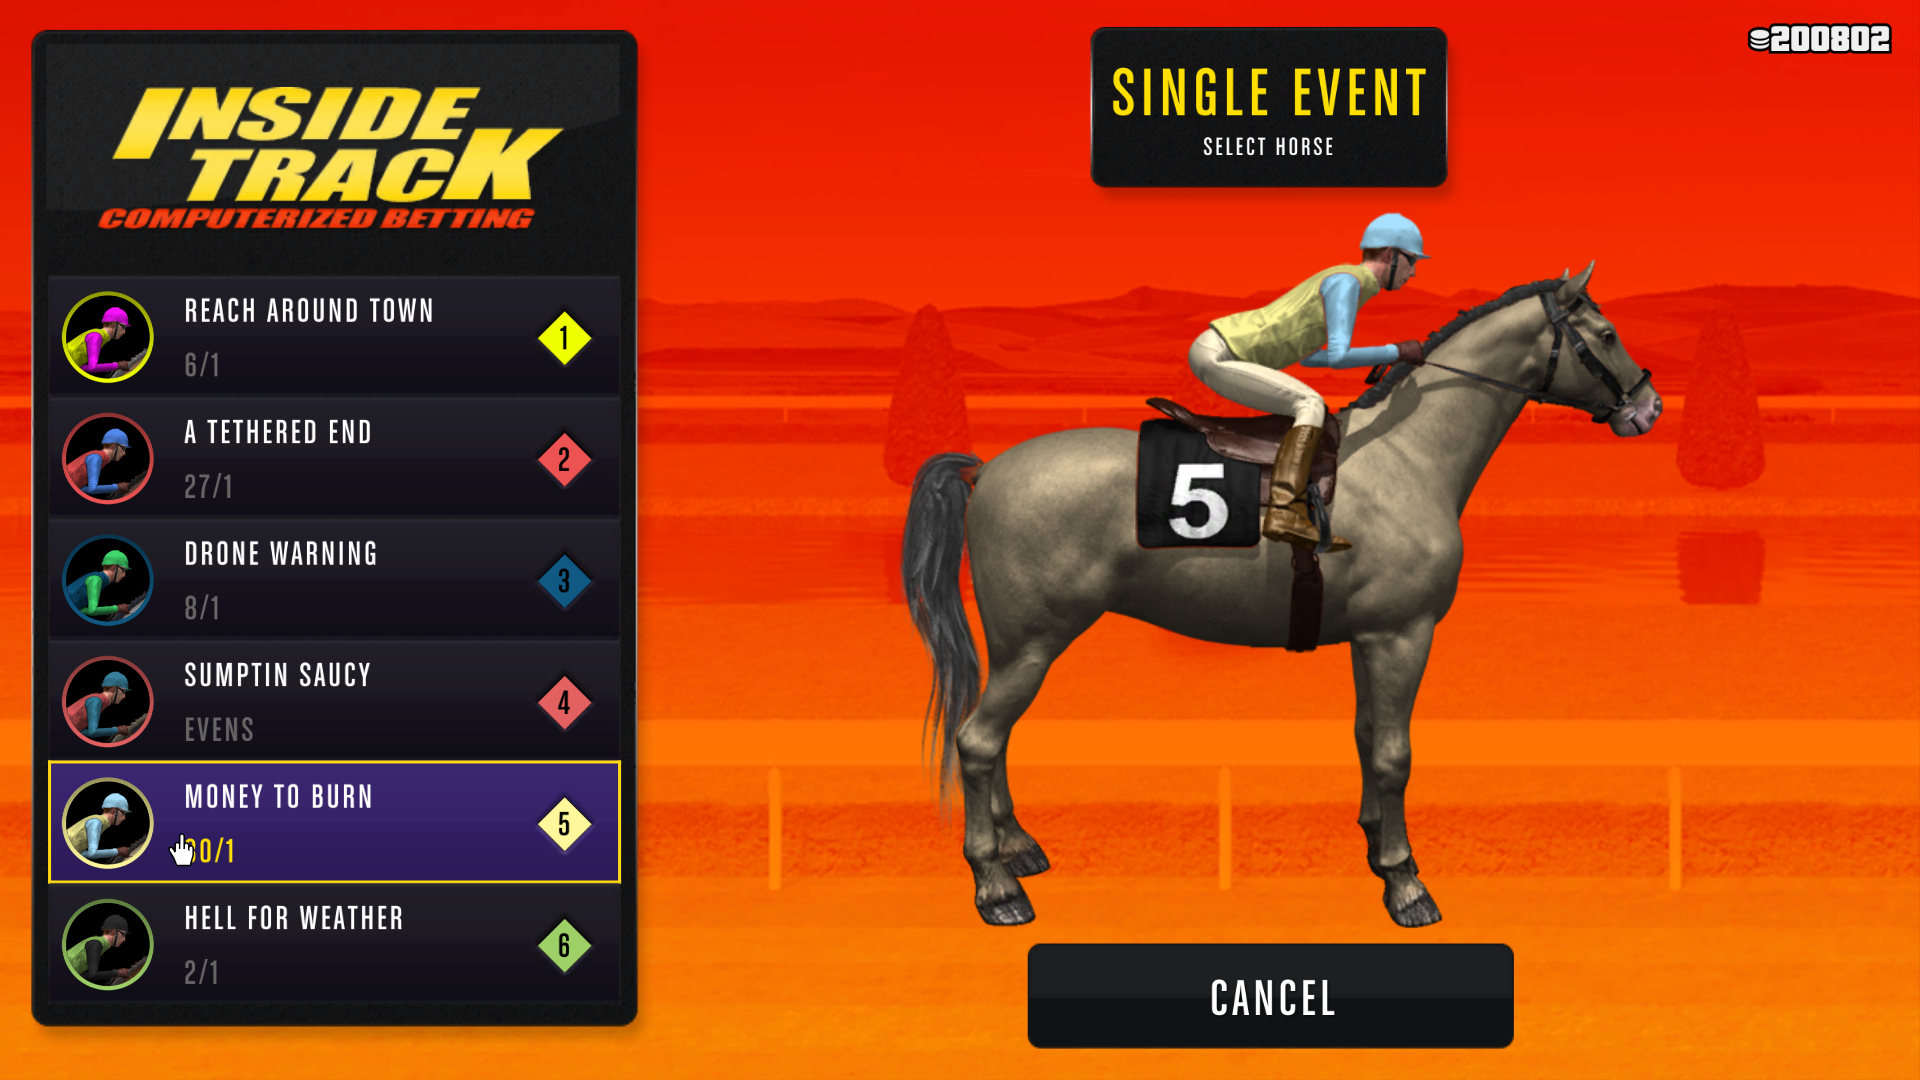 INSIDE
TRACK
COMPUTERIZED BETTING
REACH AROUND TOWN
6/1
1
A TETHERED END
27/1
2
DRONE WARNING
8/1
3
SUMPTIN SAUCY
EVENS
4
MONEY TO BURN
5
HELL FOR WEATHER
2/1
6
SINGLE EVENT
SELECT HORSE
200802
5
CANCEL